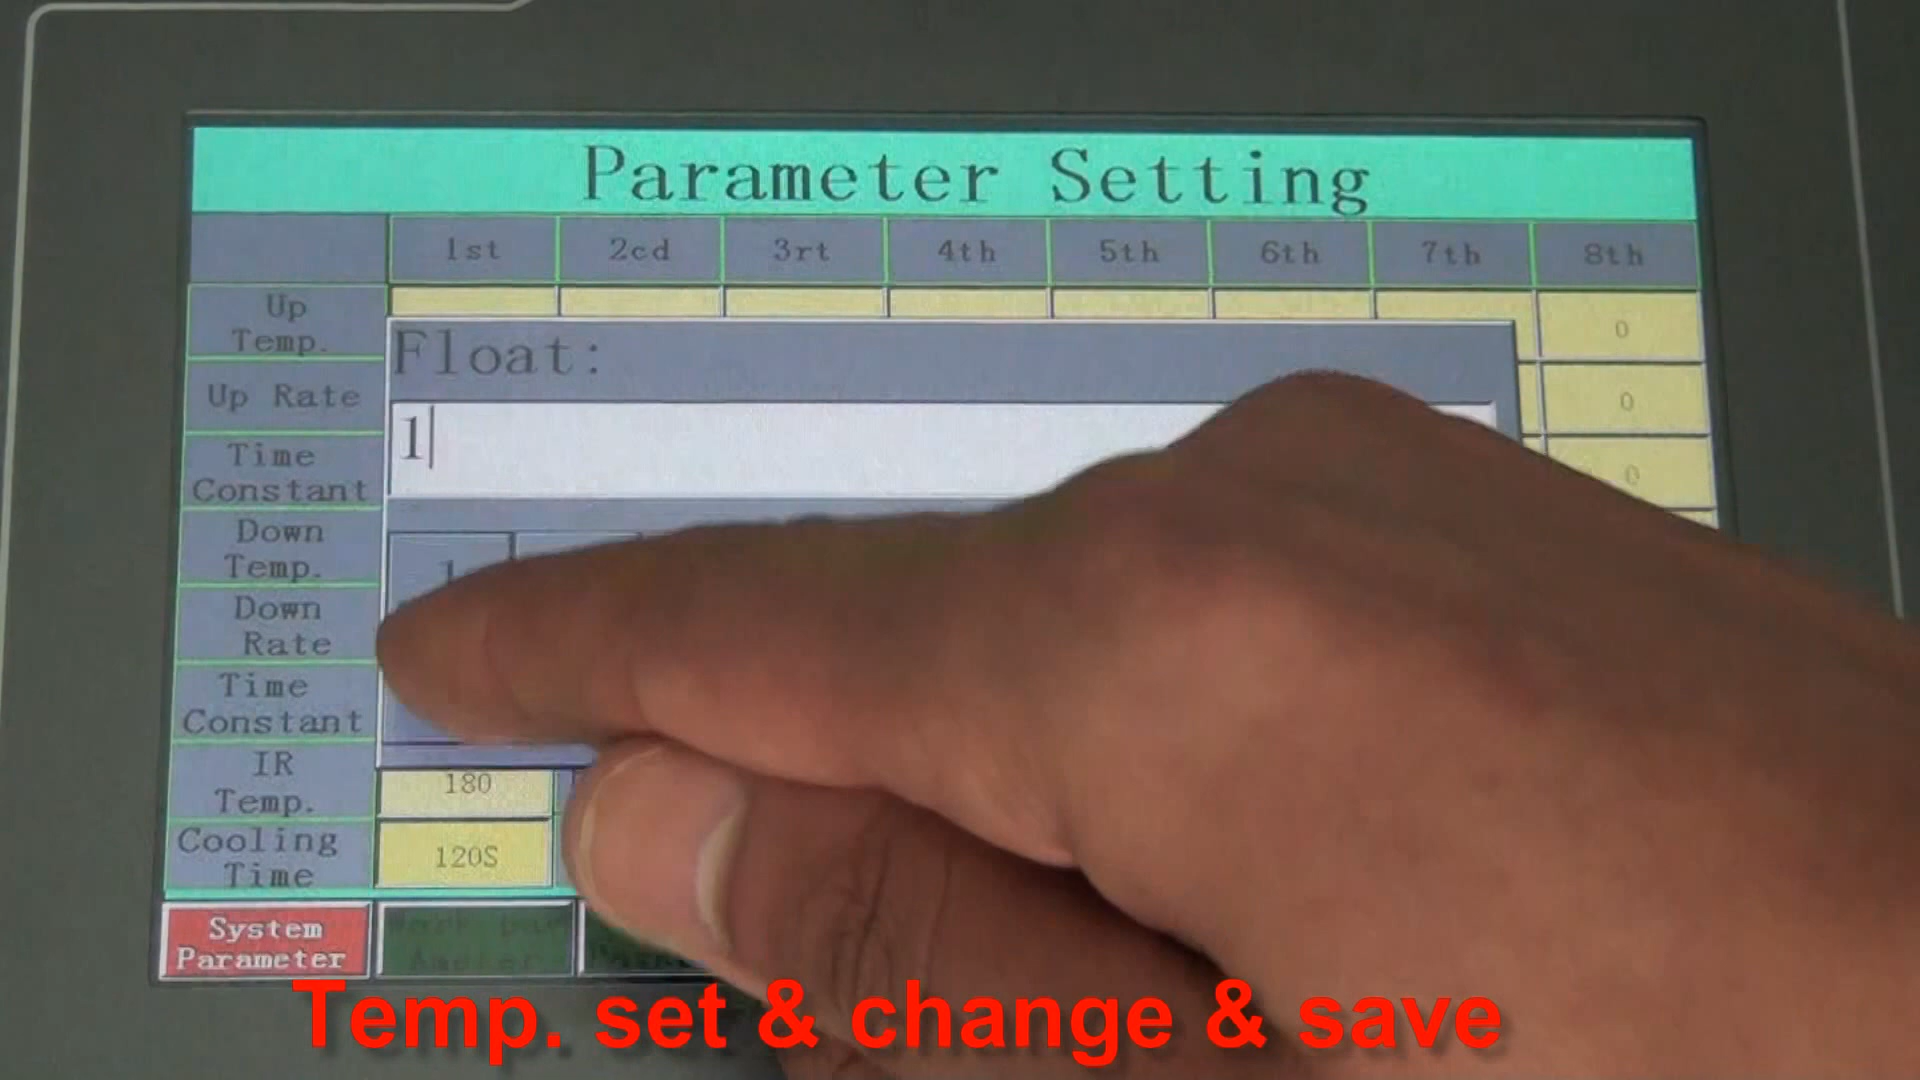 Parameter Setting
1st 2cd 3rt 4th 5th 6th 7th 8th
Up
Temp.
0
Float:
Up Rate
0
1
Time
Constant
0
Down
Temp.
1
Down
Rate
Time
Constant
IR
Temp.
180
Cooling
Time
120S
System
Parameter
Temp. set & change & save